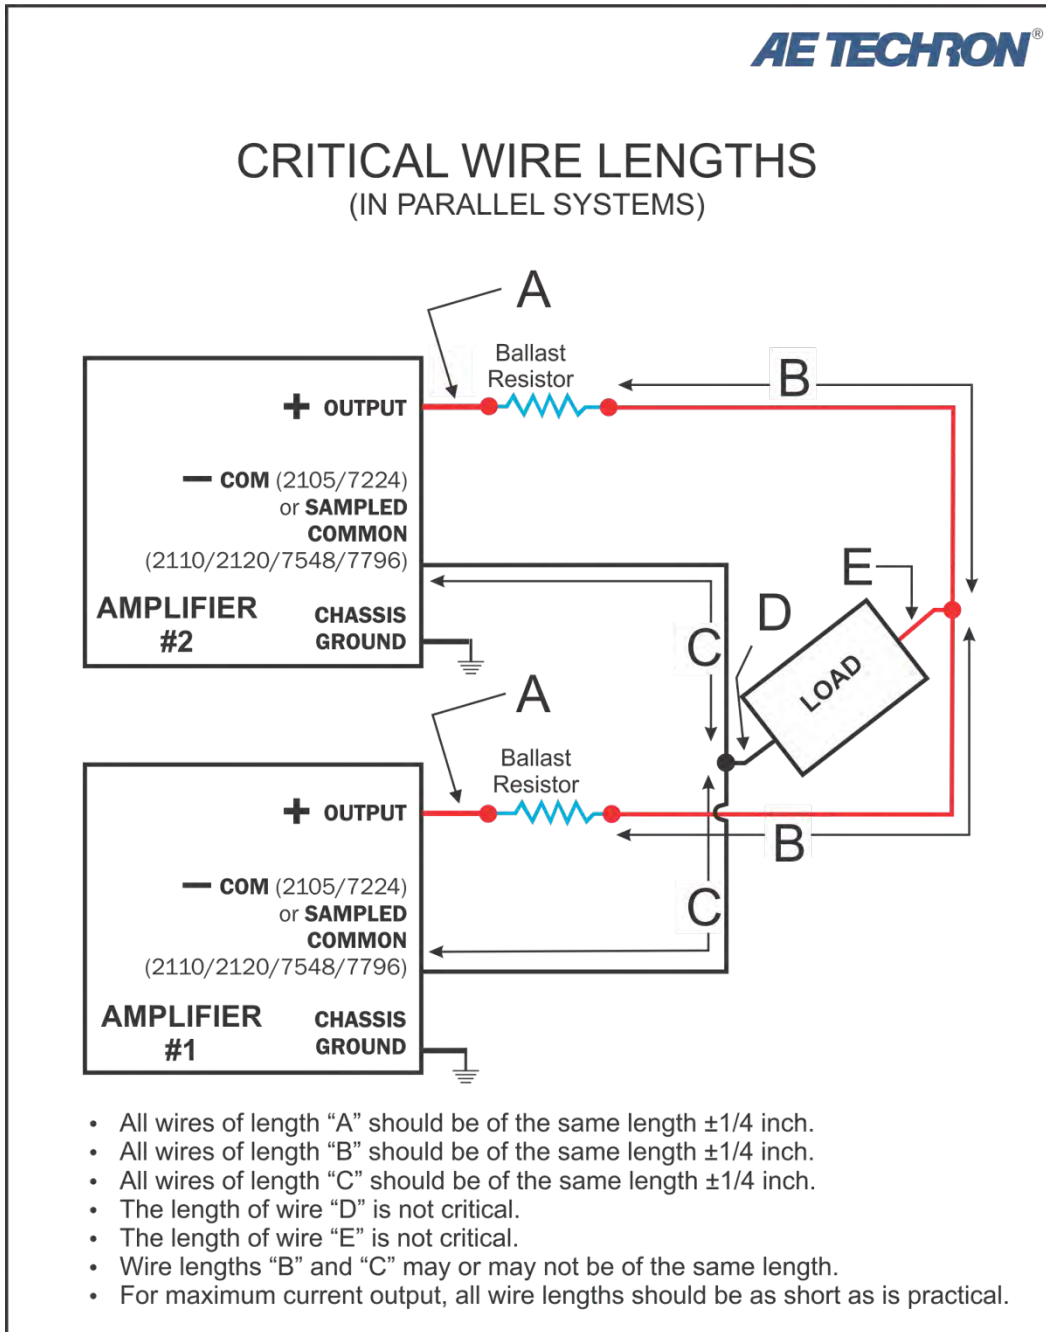 AE TECHRON®
CRITICAL WIRE LENGTHS
(IN PARALLEL SYSTEMS)
A
Ballast
Resistor
B
+ OUTPUT
— COM (2105/7224)
or SAMPLED
COMMON
(2110/2120/7548/7796)
AMPLIFIER
#2
CHASSIS
GROUND
E
D
C
LOAD
A
Ballast
Resistor
+ OUTPUT
B
— COM (2105/7224)
or SAMPLED
COMMON
(2110/2120/7548/7796)
C
AMPLIFIER
#1
CHASSIS
GROUND
• All wires of length “A” should be of the same length ±1/4 inch.
• All wires of length “B” should be of the same length ±1/4 inch.
• All wires of length “C” should be of the same length ±1/4 inch.
• The length of wire “D” is not critical.
• The length of wire “E” is not critical.
• Wire lengths “B” and “C” may or may not be of the same length.
• For maximum current output, all wire lengths should be as short as is practical.